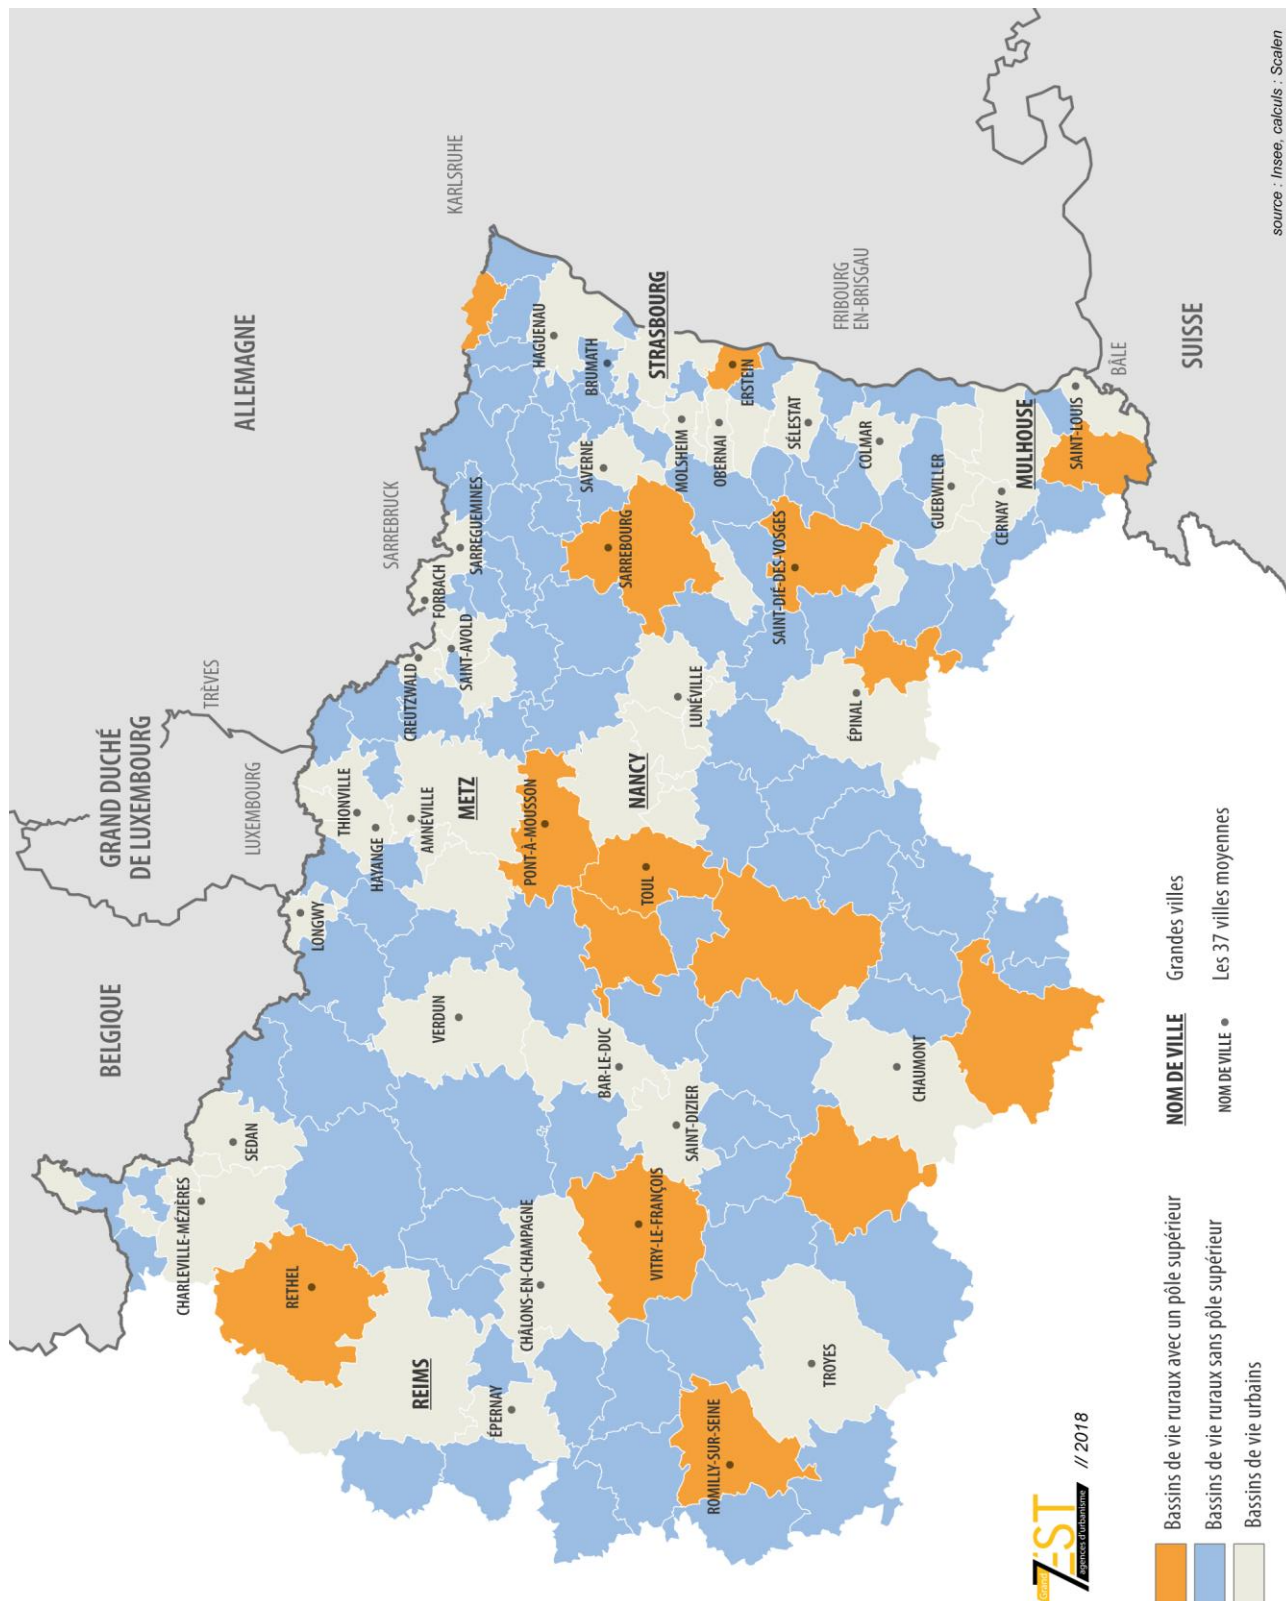 BELGIQUE
GRAND DUCHÉ
DE LUXEMBOURG
LUXEMBOURG
TRÈVES
ALLEMAGNE
SARREBRUCK
KARLSRUHE
FRIBOURG
EN-BRISGAU
BÂLE
SUISSE
CHARLEVILLE-MÉZIÈRES
SEDAN
RETHEL
REIMS
ÉPERNAY
CHÂLONS-EN-CHAMPAGNE
VITRY-LE-FRANÇOIS
ROMILLY-SUR-SEINE
TROYES
SAINT-DIZIER
BAR-LE-DUC
VERDUN
CHAUMONT
LONGWY
THIONVILLE
HAYANGE
AMNÉVILLE
METZ
PONT-À-MOUSSON
TOUL
NANCY
LUNÉVILLE
ÉPINAL
CREUTZWALD
SAINT-AVOLD
FORBACH
SARREGUEMINES
SARREBOURG
SAINT-DIÉ-DES-VOSGES
SAVERNE
HAGUENAU
BRUMATH
STRASBOURG
MOLSHEIM
OBERNAI
ERSTEIN
SÉLESTAT
COLMAR
GUEBWILLER
CERNAY
MULHOUSE
SAINT-LOUIS
Grand
Z'EST
agences d'urbanisme
// 2018
Bassins de vie ruraux avec un pôle supérieur
Bassins de vie ruraux sans pôle supérieur
Bassins de vie urbains
NOM DE VILLE Grandes villes
NOM DE VILLE • Les 37 villes moyennes
source : Insee, calculs : Scalen